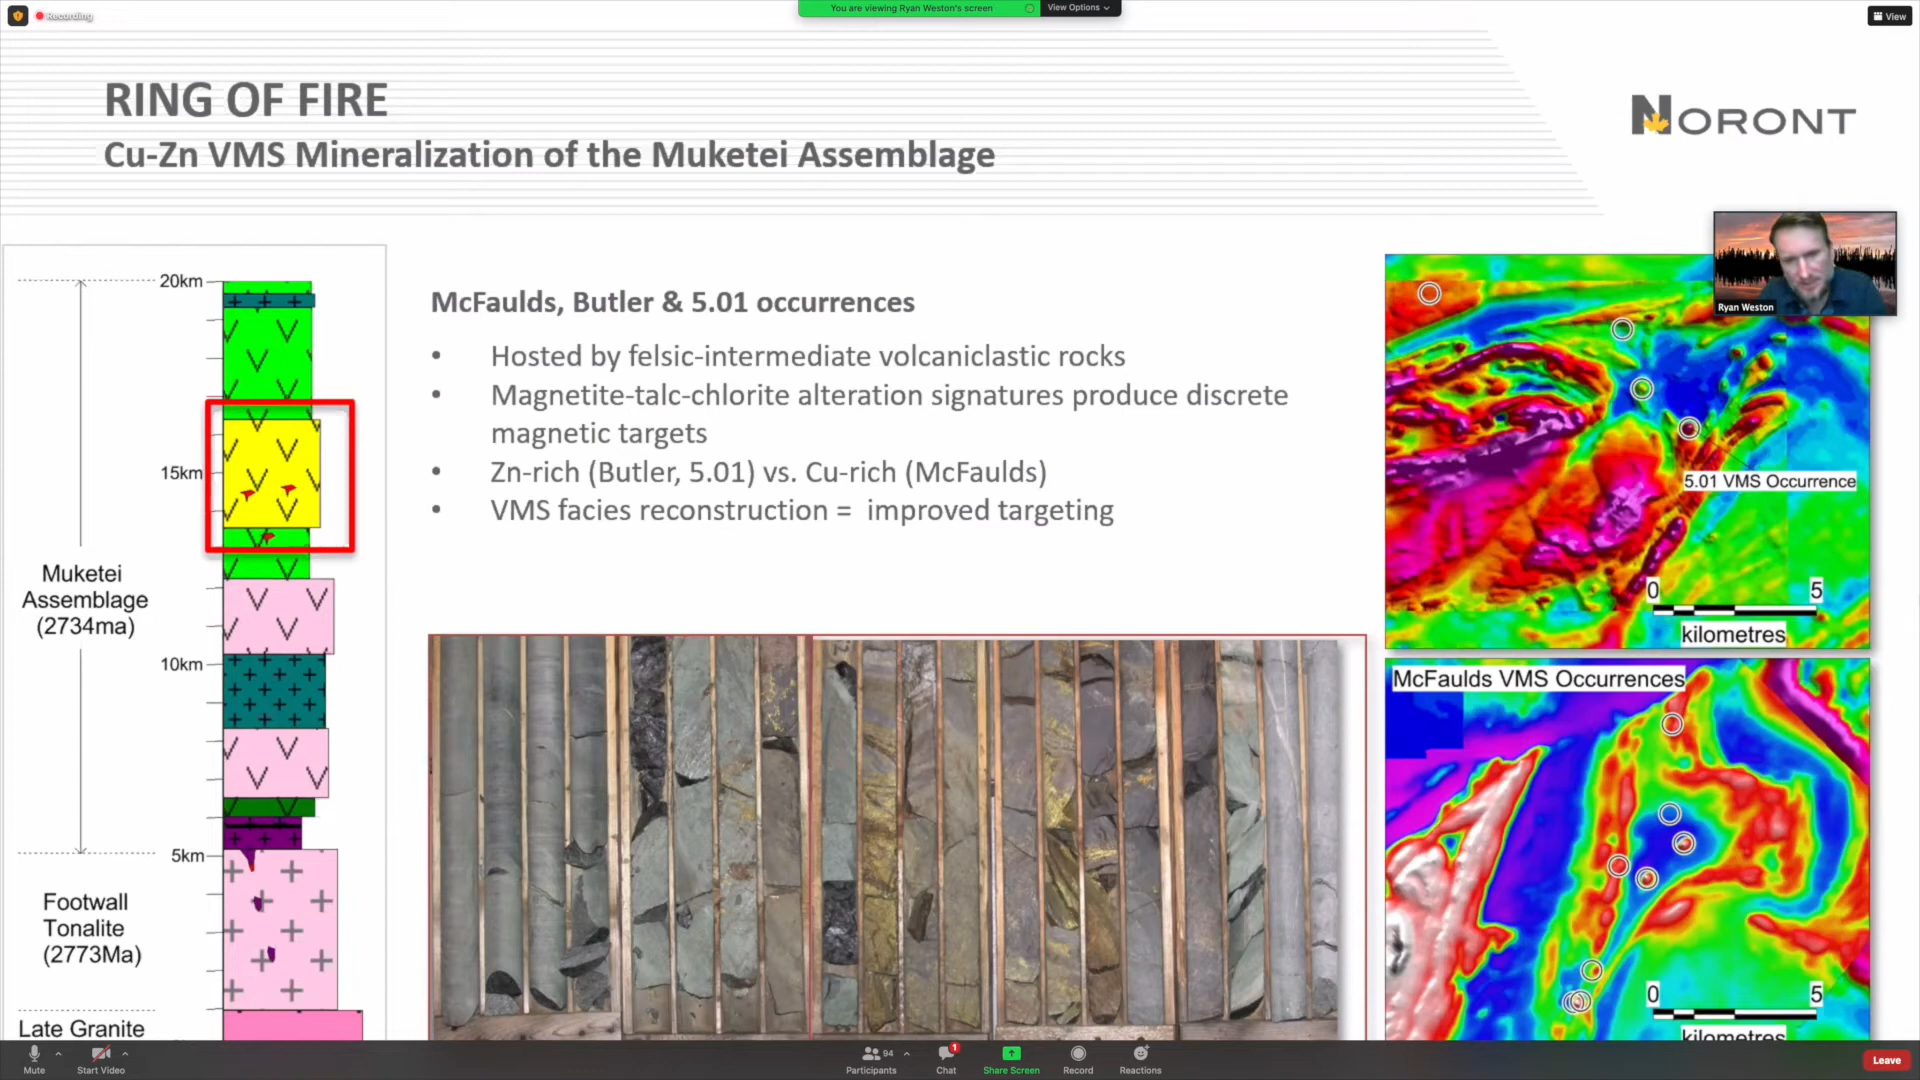 Recording
You are viewing Ryan Weston's screen
View Options
View
RING OF FIRE
Cu-Zn VMS Mineralization of the Muketei Assemblage
NORONT
Ryan Weston
20km
15km
10km
5km
Muketei
Assemblage
(2734ma)
Footwall
Tonalite
(2773Ma)
Late Granite
McFaulds, Butler & 5.01 occurrences
• Hosted by felsic-intermediate volcaniclastic rocks
• Magnetite-talc-chlorite alteration signatures produce discrete
magnetic targets
• Zn-rich (Butler, 5.01) vs. Cu-rich (McFaulds)
• VMS facies reconstruction = improved targeting
5.01 VMS Occurrence
0 5
kilometres
McFaulds VMS Occurrences
0 5
kilometres
Mute
Start Video
94
Participants
1
Chat
Share Screen
Record
Reactions
Leave